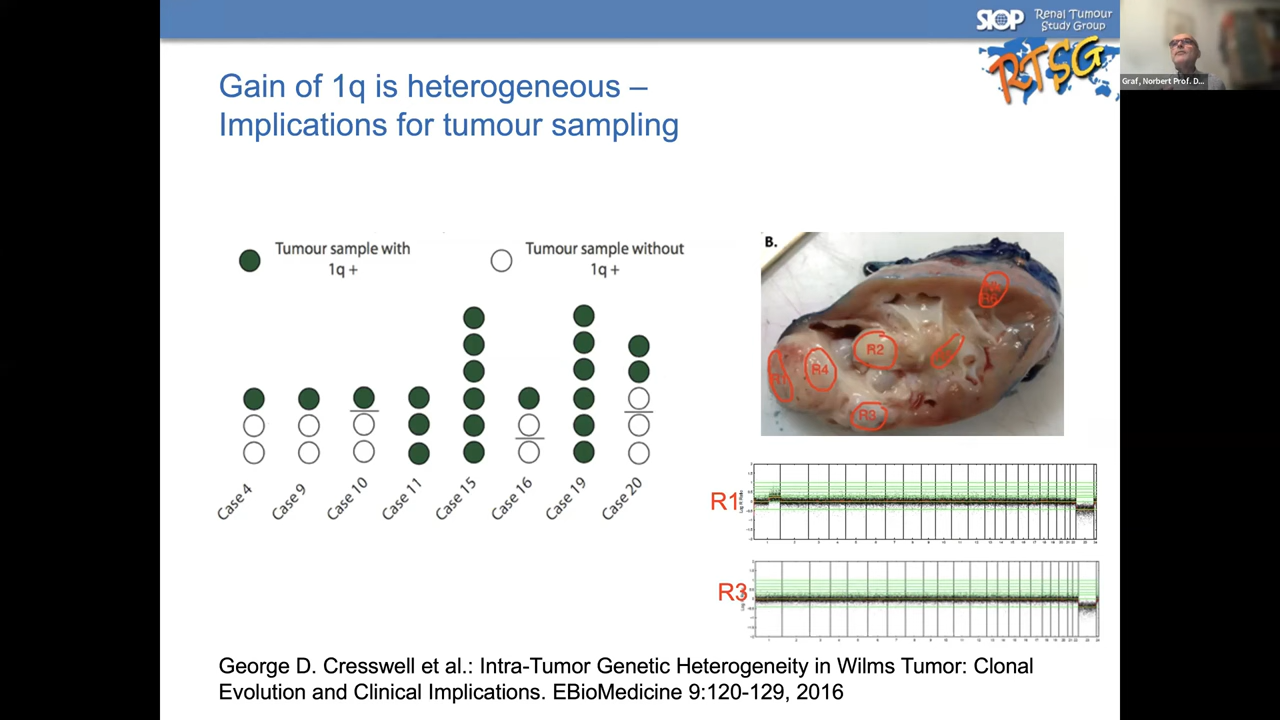 SIOP Renal Tumour
Study Group
RTSG
Graf, Norbert Prof. D...
Gain of 1q is heterogeneous –
Implications for tumour sampling
Tumour sample with
1q +
Tumour sample without
1q +
Case 4
Case 9
Case 10
Case 11
Case 15
Case 16
Case 19
Case 20
B.
R6
R2
R4
R1
R3
R1
R3
George D. Cresswell et al.: Intra-Tumor Genetic Heterogeneity in Wilms Tumor: Clonal
Evolution and Clinical Implications. EBioMedicine 9:120-129, 2016